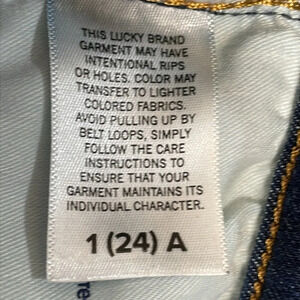 THIS LUCKY BRAND
GARMENT MAY HAVE
INTENTIONAL RIPS
OR HOLES. COLOR MAY
TRANSFER TO LIGHTER
COLORED FABRICS.
AVOID PULLING UP BY
BELT LOOPS, SIMPLY
FOLLOW THE CARE
INSTRUCTIONS TO
ENSURE THAT YOUR
GARMENT MAINTAINS ITS
INDIVIDUAL CHARACTER.
1 (24) A
re